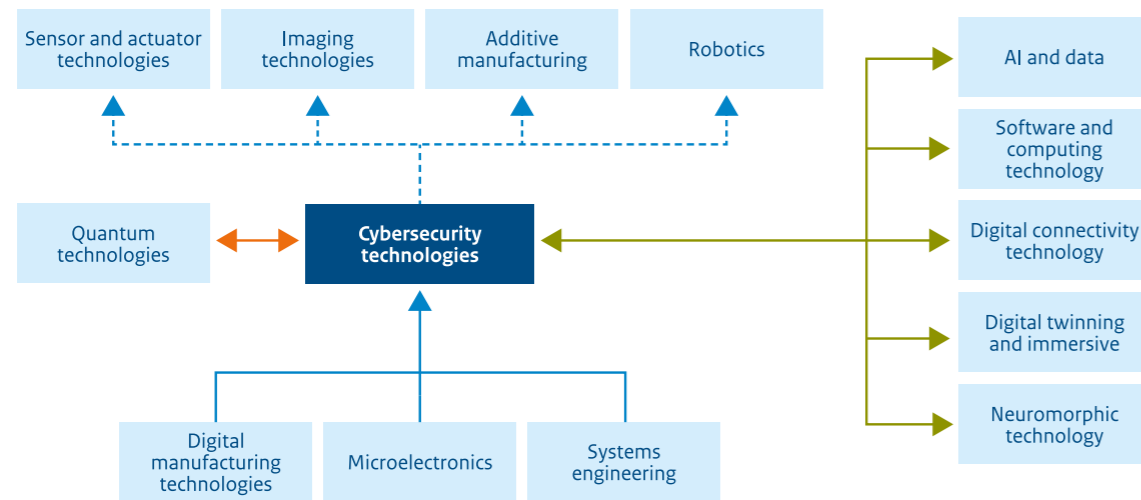 Sensor and actuator
technologies
Imaging
technologies
Additive
manufacturing
Robotics
AI and data
Software and
computing
technology
Quantum
technologies
Cybersecurity
technologies
Digital connectivity
technology
Digital twinning
and immersive
Neuromorphic
technology
Digital
manufacturing
technologies
Microelectronics
Systems
engineering